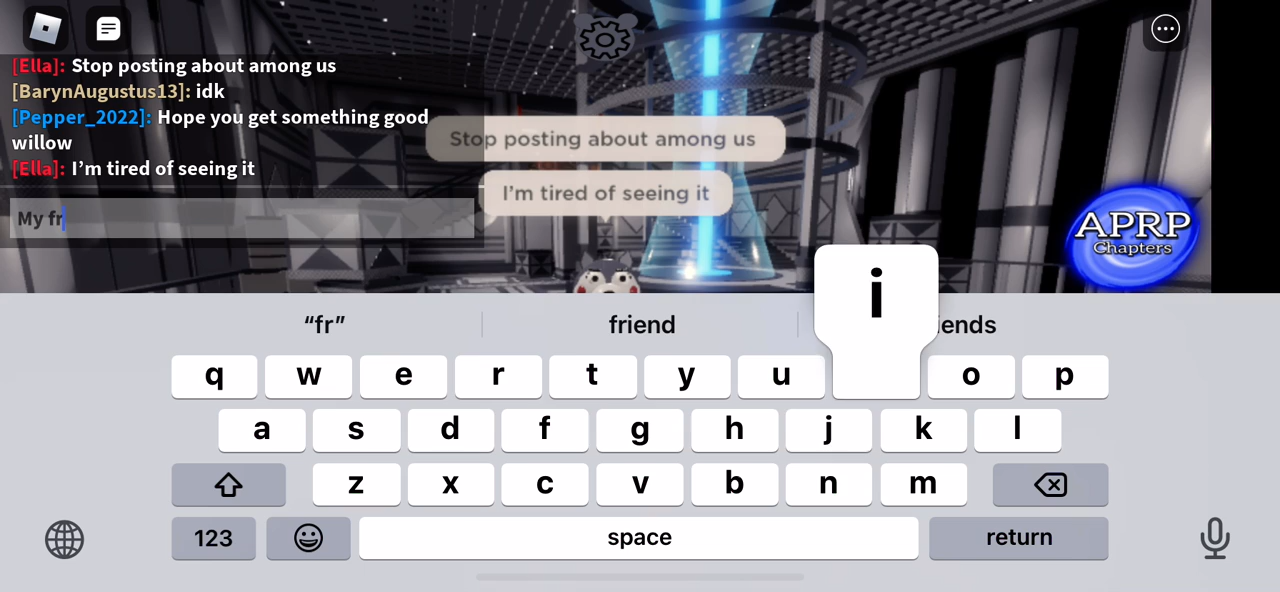 [Ella]: Stop posting about among us
[BarynAugustus13]: idk
[Pepper_2022]: Hope you get something good
willow
[Ella]: I’m tired of seeing it
My fr
Stop posting about among us
I’m tired of seeing it
APRP
Chapters
i
“fr” friend iends
q w e r t y u o p
a s d f g h j k l
z x c v b n m
123 space return